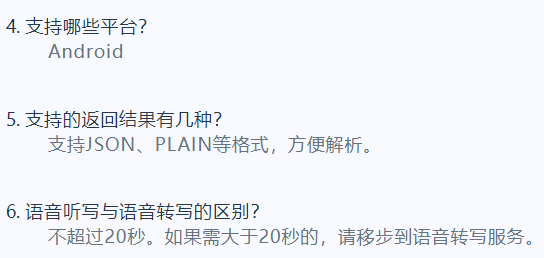 4. 支持哪些平台？
Android
5. 支持的返回结果有几种？
支持JSON、PLAIN等格式，方便解析。
6. 语音听写与语音转写的区别？
不超过20秒。如果需大于20秒的，请移步到语音转写服务。